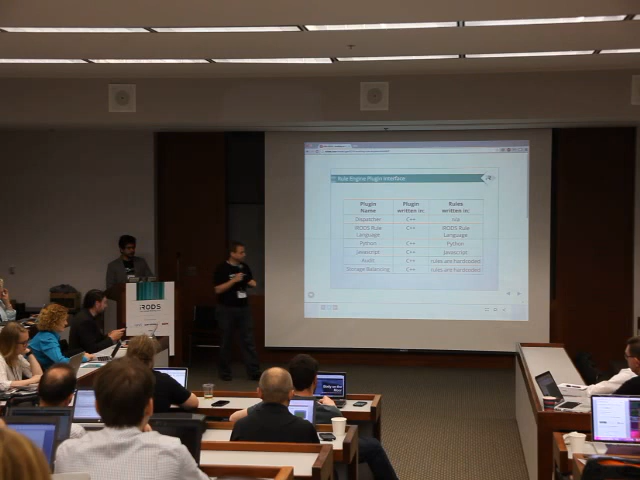 Rule Engine Plugin Interface
Plugin Name Plugin written in: Rules written in:
Dispatcher C++ n/a
iRODS Rule Language C++ iRODS Rule Language
Python C++ Python
Javascript C++ Javascript
Audit C++ rules are hardcoded
Storage Balancing C++ rules are hardcoded
iRODS